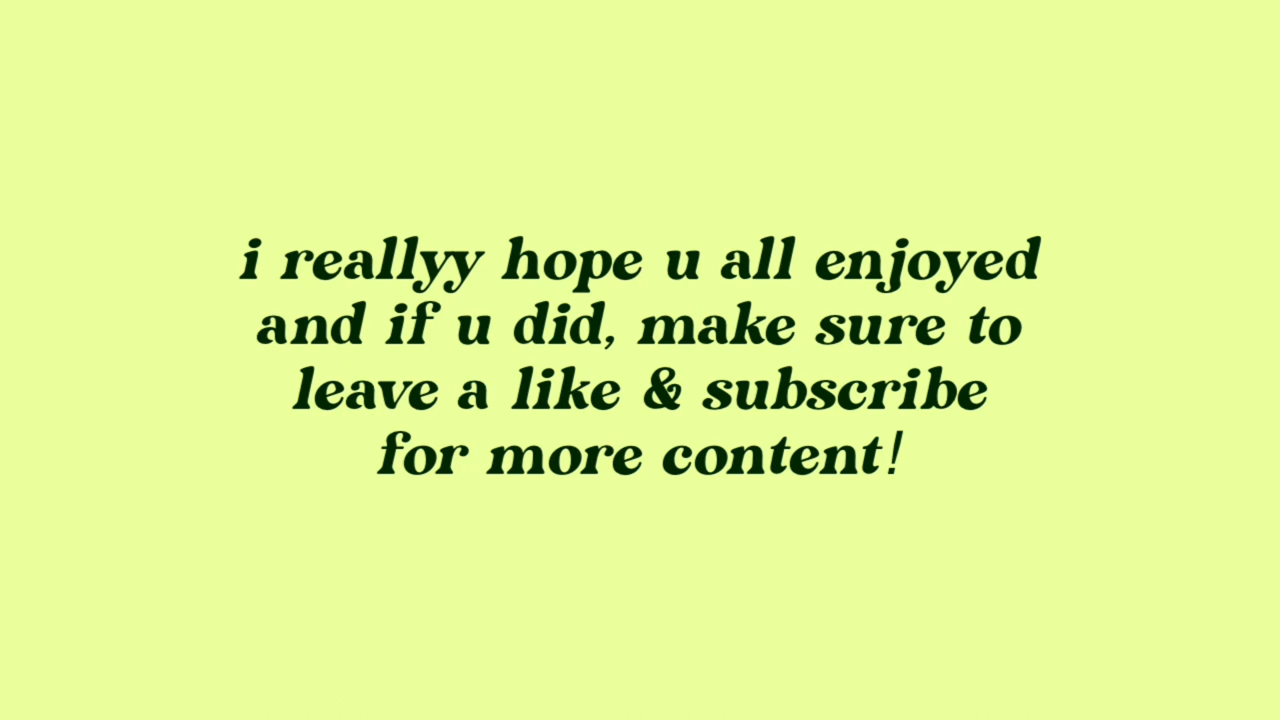 i reallyy hope u all enjoyed
and if u did, make sure to
leave a like & subscribe
for more content!